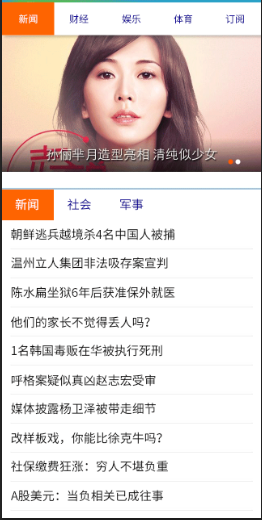 新闻 财经 娱乐 体育 订阅
孙俪芈月造型亮相 清纯似少女
新闻 社会 军事
朝鲜逃兵越境杀4名中国人被捕
温州立人集团非法吸存案宣判
陈水扁坐狱6年后获准保外就医
他们的家长不觉得丢人吗?
1名韩国毒贩在华被执行死刑
呼格案疑似真凶赵志宏受审
媒体披露杨卫泽被带走细节
改样板戏，你能比徐克牛吗?
社保缴费狂涨：穷人不堪负重
A股美元：当负相关已成往事